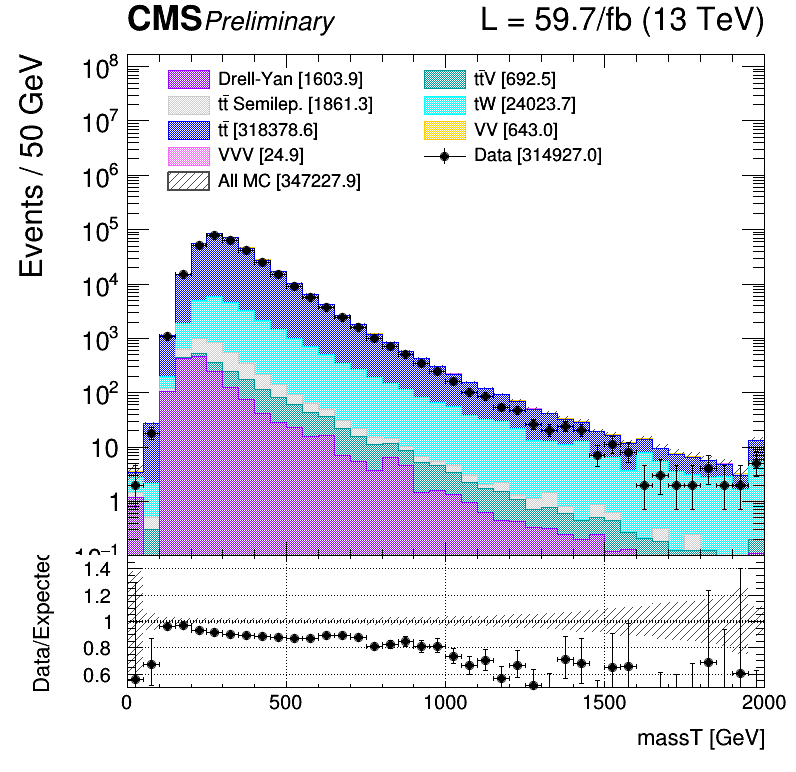 CMS Preliminary L = 59.7/fb (13 TeV)
Events / 50 GeV
10⁸
10⁷
10⁶
10⁵
10⁴
10³
10²
10
1
10⁻¹
Drell-Yan [1603.9]
tt̄ Semilep. [1861.3]
tt̄ [318378.6]
VVV [24.9]
All MC [347227.9]
tt̄V [692.5]
tW [24023.7]
VV [643.0]
Data [314927.0]
Data/Expected
1.4
1.2
1
0.8
0.6
0 500 1000 1500 2000
massT [GeV]